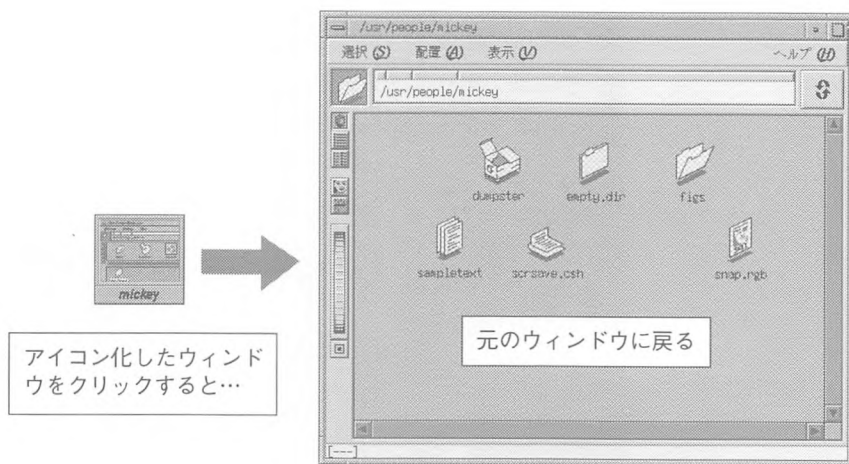 /usr/people/mickey
選択(S) 配置(A) 表示(V) ヘルプ(H)
/usr/people/mickey
dumpster empty.dir figs
sampletext scrsave.csh snap.rgb
mickey
アイコン化したウィンド
ウをクリックすると…
元のウィンドウに戻る
[---]